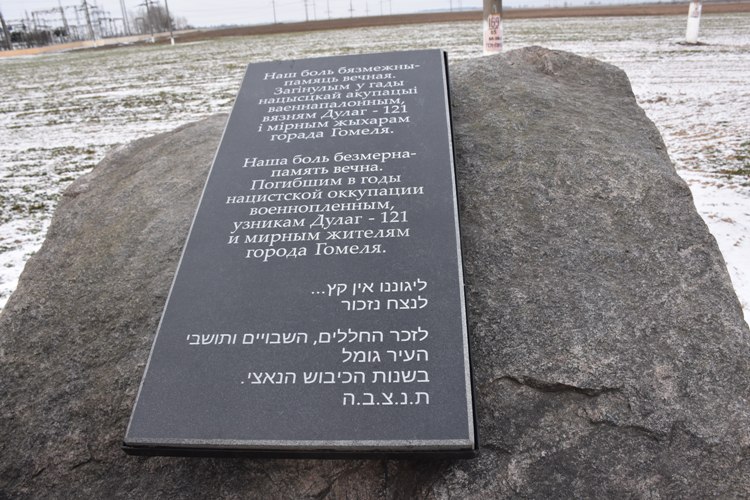 169
Наш боль бязмежны-
памяць вечная.
Загінулым у гады
нацысцкай акупацыі
ваеннапалонным,
вязням Дулаг - 121
і мірным жыхарам
горада Гомеля.
Наша боль безмерна-
память вечна.
Погибшим в годы
нацистской оккупации
военнопленным,
узникам Дулаг - 121
и мирным жителям
города Гомеля.
ליגוננו אין קץ...
לנצח נזכור
לזכר החללים, השבויים ותושבי
העיר גומל
בשנות הכיבוש הנאצי.
ת.נ.צ.ב.ה